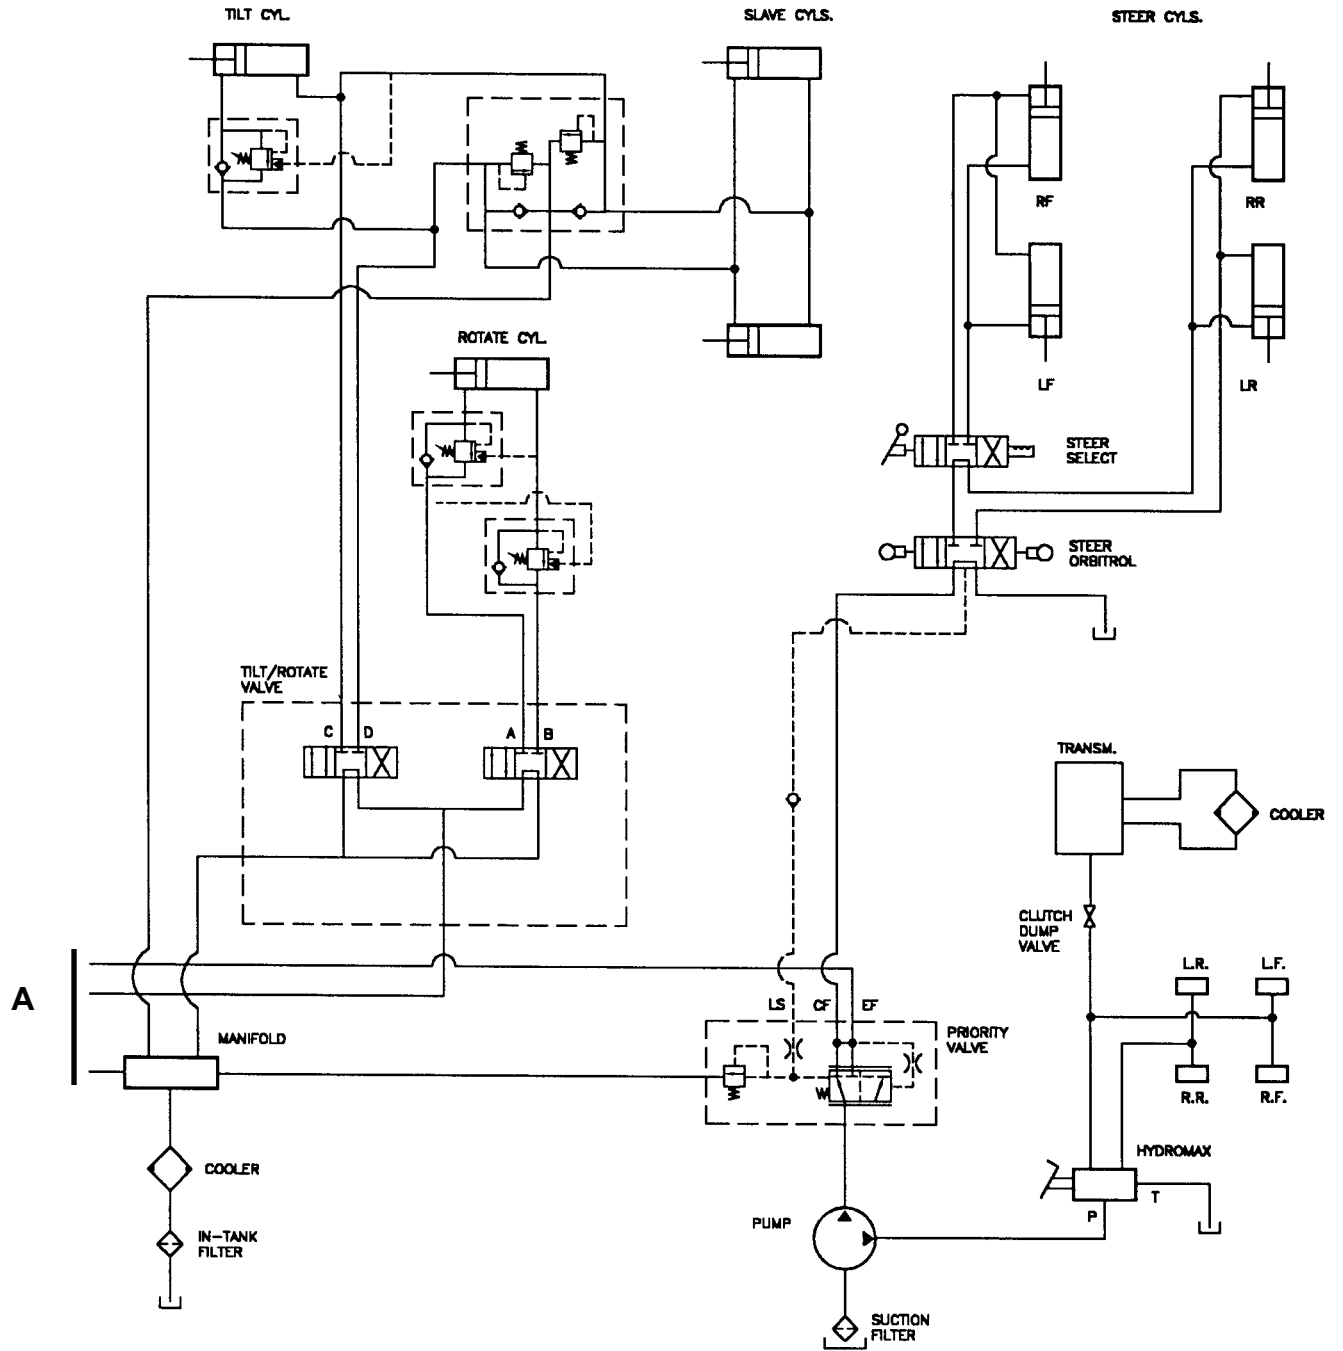 TILT CYL.
SLAVE CYLS.
STEER CYLS.
RF
RR
ROTATE CYL.
LF
LR
STEER
SELECT
STEER
ORBITROL
TILT/ROTATE
VALVE
C
D
A
B
TRANSM.
COOLER
CLUTCH
DUMP
VALVE
L.R.
L.F.
A
LS
CF
EF
MANIFOLD
PRIORITY
VALVE
R.R.
R.F.
HYDROMAX
COOLER
T
P
PUMP
IN-TANK
FILTER
SUCTION
FILTER